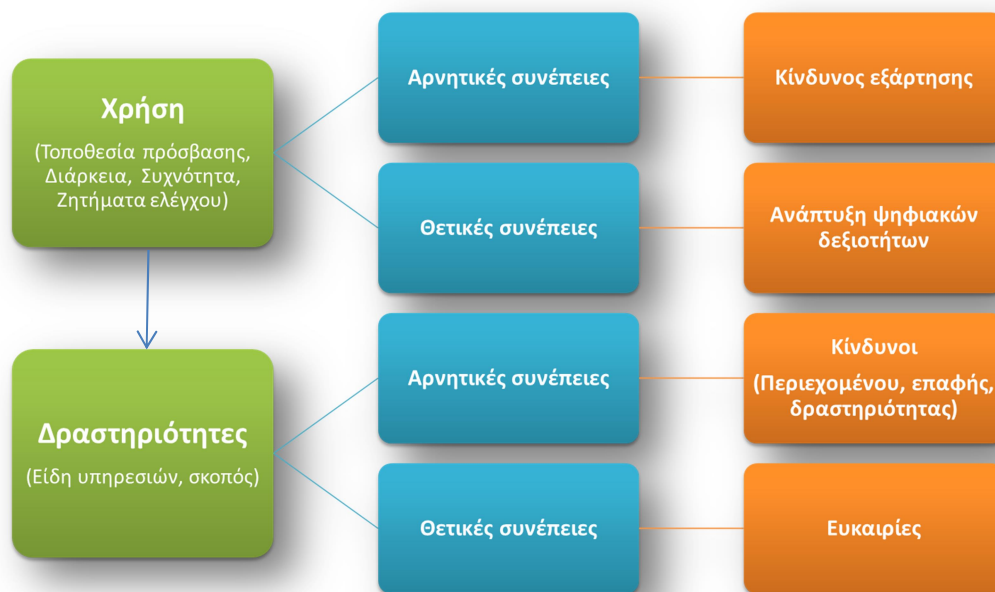 Χρήση
(Τοποθεσία πρόσβασης,
Διάρκεια, Συχνότητα,
Ζητήματα ελέγχου)
Αρνητικές συνέπειες
Κίνδυνος εξάρτησης
Θετικές συνέπειες
Ανάπτυξη ψηφιακών
δεξιοτήτων
Δραστηριότητες
(Είδη υπηρεσιών, σκοπός)
Αρνητικές συνέπειες
Κίνδυνοι
(Περιεχομένου, επαφής,
δραστηριότητας)
Θετικές συνέπειες
Ευκαιρίες